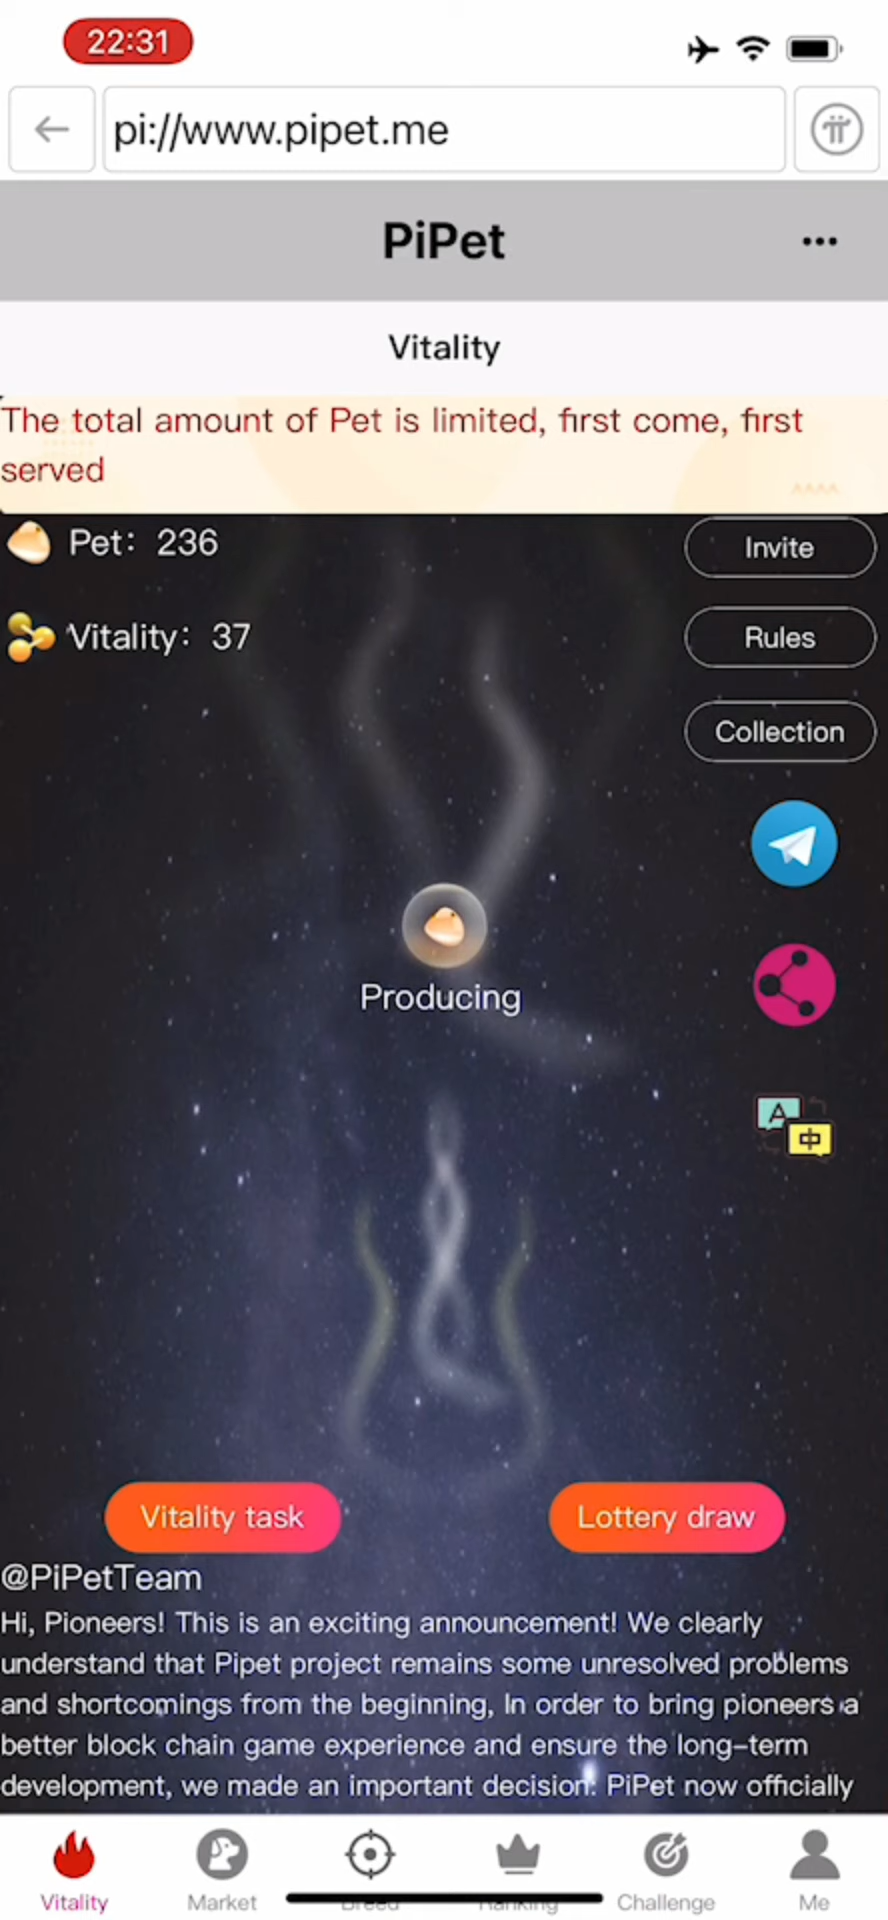 22:31
pi://www.pipet.me
PiPet
Vitality
The total amount of Pet is limited, first come, first
served
Pet: 236
Invite
Vitality: 37
Rules
Collection
Producing
A
中
Vitality task
Lottery draw
@PiPetTeam
Hi, Pioneers! This is an exciting announcement! We clearly
understand that Pipet project remains some unresolved problems
and shortcomings from the beginning, In order to bring pioneers a
better block chain game experience and ensure the long-term
development, we made an important decision: PiPet now officially
Vitality
Market
Breed
Ranking
Challenge
Me